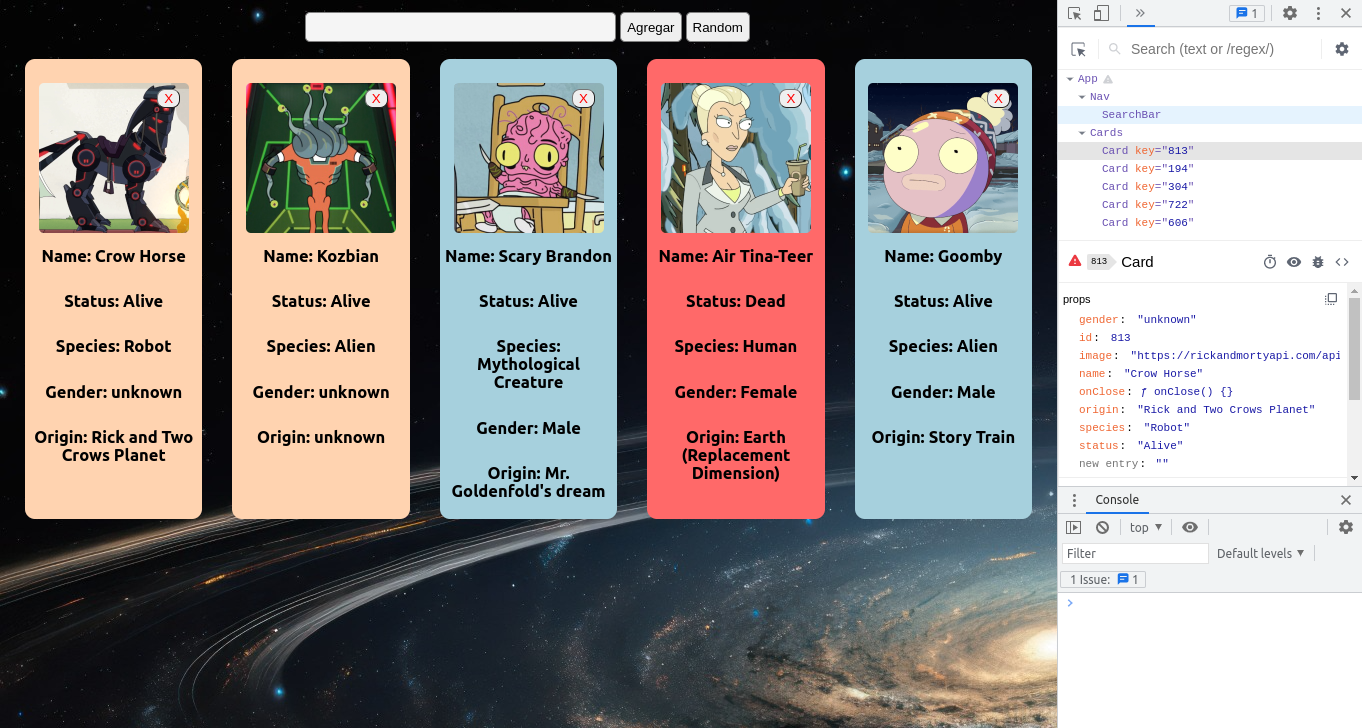 Agregar Random
X
Name: Crow Horse
Status: Alive
Species: Robot
Gender: unknown
Origin: Rick and Two
Crows Planet
X
Name: Kozbian
Status: Alive
Species: Alien
Gender: unknown
Origin: unknown
X
Name: Scary Brandon
Status: Alive
Species:
Mythological
Creature
Gender: Male
Origin: Mr.
Goldenfold's dream
X
Name: Air Tina-Teer
Status: Dead
Species: Human
Gender: Female
Origin: Earth
(Replacement
Dimension)
X
Name: Goomby
Status: Alive
Species: Alien
Gender: Male
Origin: Story Train
1
Search (text or /regex/)
App
Nav
SearchBar
Cards
Card key="813"
Card key="194"
Card key="304"
Card key="722"
Card key="606"
813 Card
props
gender: "unknown"
id: 813
image: "https://rickandmortyapi.com/api
name: "Crow Horse"
onClose: ƒ onClose() {}
origin: "Rick and Two Crows Planet"
species: "Robot"
status: "Alive"
new entry: ""
Console
top
Filter Default levels
1 Issue: 1